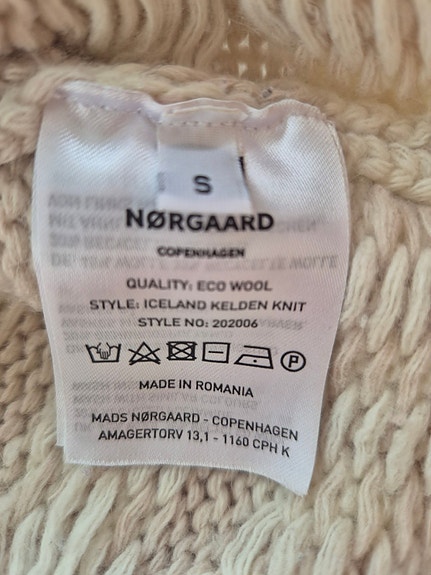 S
NØRGAARD
COPENHAGEN
QUALITY: ECO WOOL
STYLE: ICELAND KELDEN KNIT
STYLE NO: 202006
P
MADE IN ROMANIA
MADS NØRGAARD - COPENHAGEN
AMAGERTORV 13,1 - 1160 CPH K